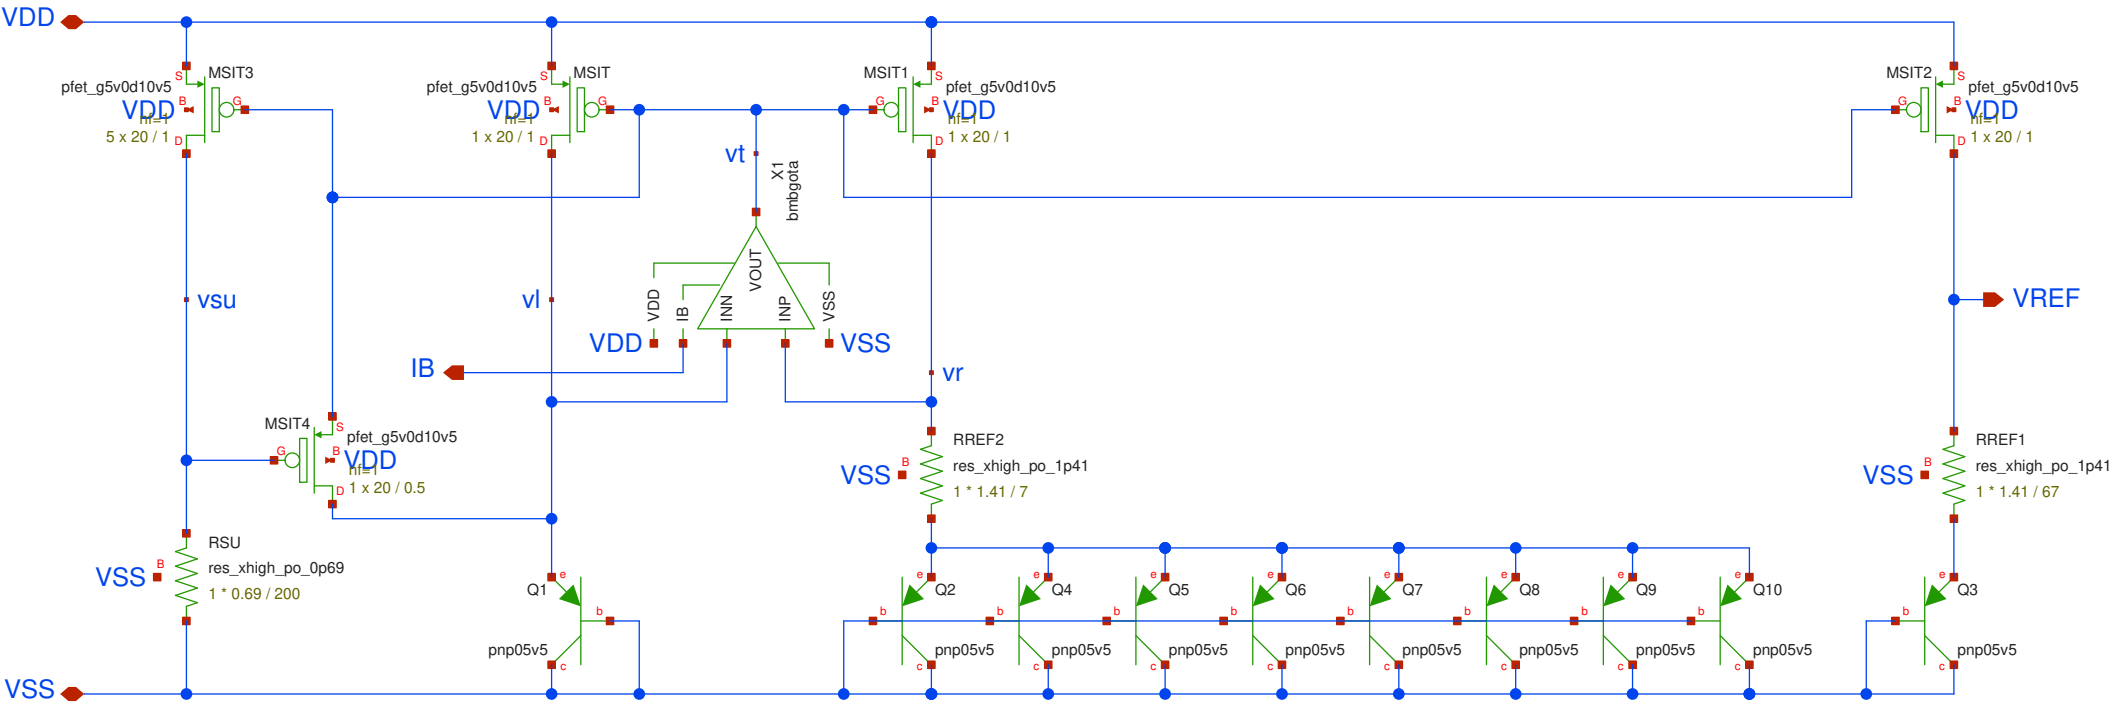 VDD
S
MSIT3
pfet_g5v0d10v5
VDD
B
G
nf=1
5 x 20 / 1
D
S
MSIT
pfet_g5v0d10v5
VDD
B
G
nf=1
1 x 20 / 1
D
MSIT1
S
pfet_g5v0d10v5
G
B
VDD
nf=1
1 x 20 / 1
D
MSIT2
S
pfet_g5v0d10v5
G
B
VDD
nf=1
1 x 20 / 1
D
vt
X1
bmbgota
VOUT
VDD
IB
INN
INP
VSS
VDD
VSS
vsu
vl
VREF
IB
vr
MSIT4
S
pfet_g5v0d10v5
G
B
VDD
nf=1
1 x 20 / 0.5
D
RREF2
res_xhigh_po_1p41
VSS
B
1 * 1.41 / 7
RREF1
res_xhigh_po_1p41
VSS
B
1 * 1.41 / 67
RSU
res_xhigh_po_0p69
VSS
B
1 * 0.69 / 200
Q1
e
b
pnp05v5
c
e
Q2
b
pnp05v5
c
e
Q4
b
pnp05v5
c
e
Q5
b
pnp05v5
c
e
Q6
b
pnp05v5
c
e
Q7
b
pnp05v5
c
e
Q8
b
pnp05v5
c
e
Q9
b
pnp05v5
c
e
Q10
b
pnp05v5
c
e
Q3
b
pnp05v5
c
VSS